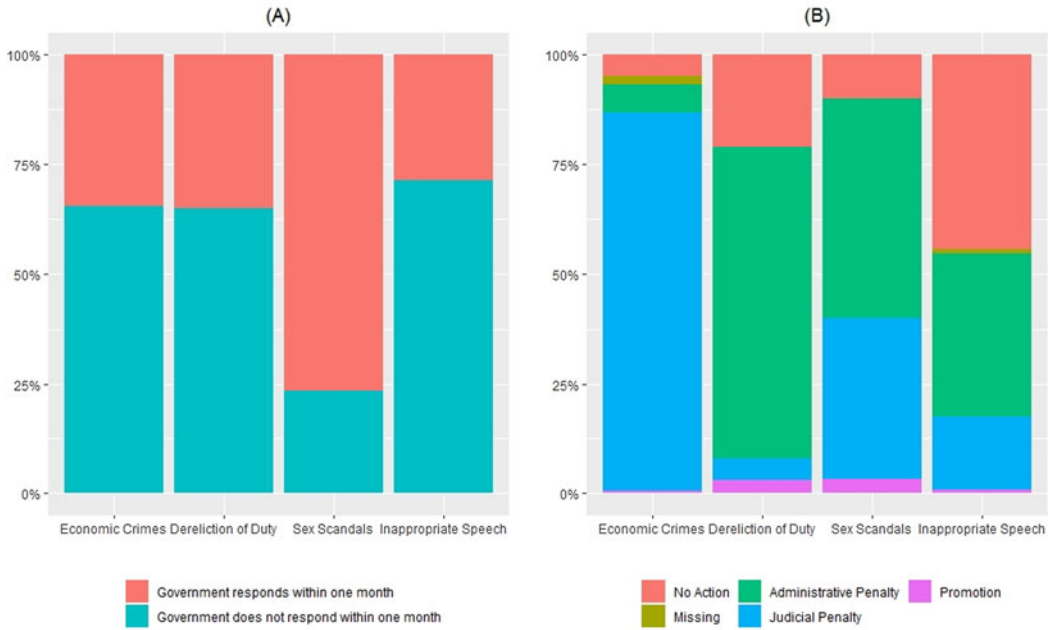 (A)
100%
75%
50%
25%
0%
Economic Crimes Dereliction of Duty Sex Scandals Inappropriate Speech
Government responds within one month
Government does not respond within one month
(B)
100%
75%
50%
25%
0%
Economic Crimes Dereliction of Duty Sex Scandals Inappropriate Speech
No Action Administrative Penalty Promotion
Missing Judicial Penalty